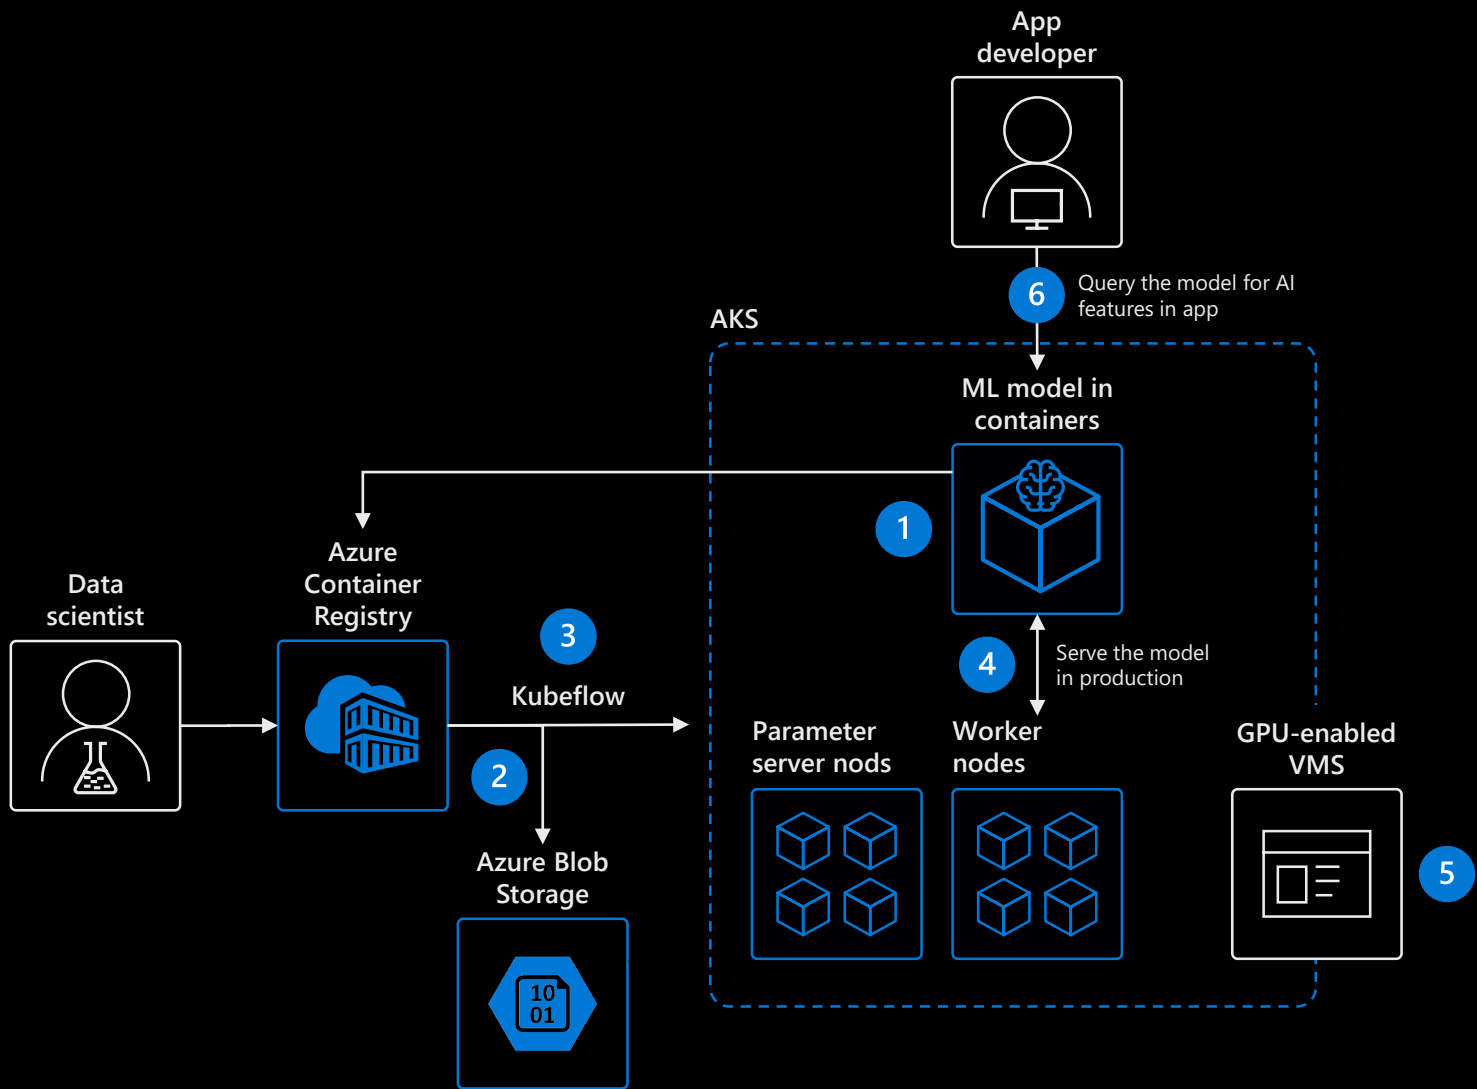 App
developer
6
Query the model for AI
features in app
AKS
ML model in
containers
1
Azure
Container
Registry
Data
scientist
3
Kubeflow
4
Serve the model
in production
2
Parameter
server nods
Worker
nodes
GPU-enabled
VMS
5
Azure Blob
Storage
10
01